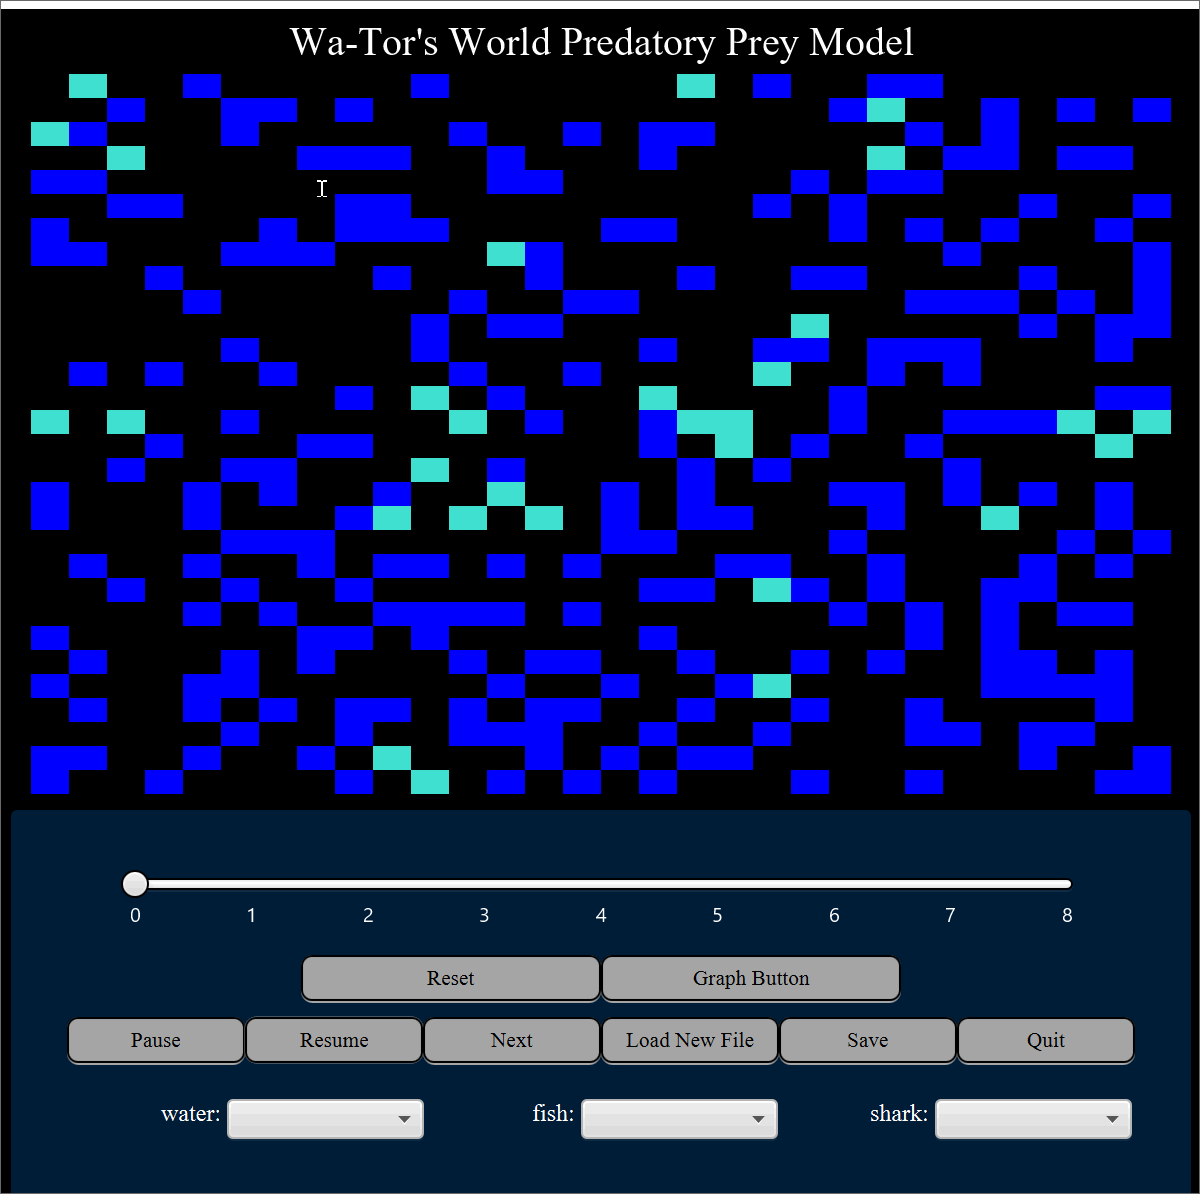 Wa-Tor's World Predatory Prey Model
0 1 2 3 4 5 6 7 8
Reset Graph Button
Pause Resume Next Load New File Save Quit
water: fish: shark: